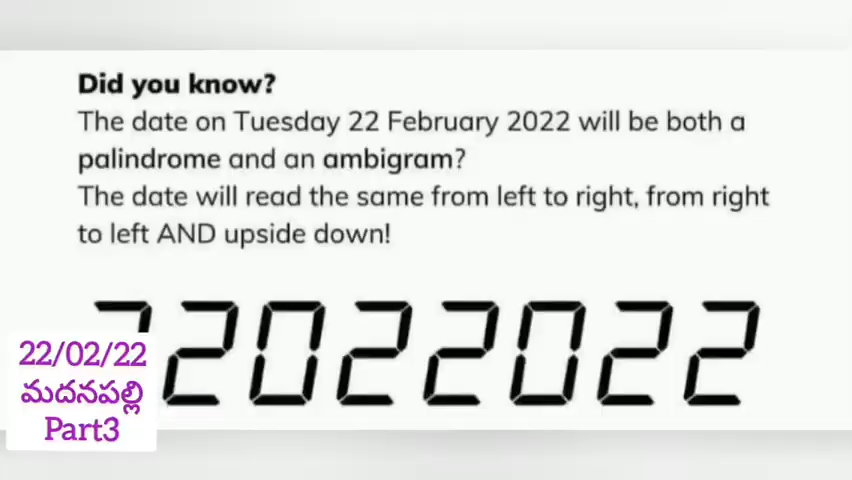 Did you know?
The date on Tuesday 22 February 2022 will be both a
palindrome and an ambigram?
The date will read the same from left to right, from right
to left AND upside down!
22022022
22/02/22
మదనపల్లి
Part3